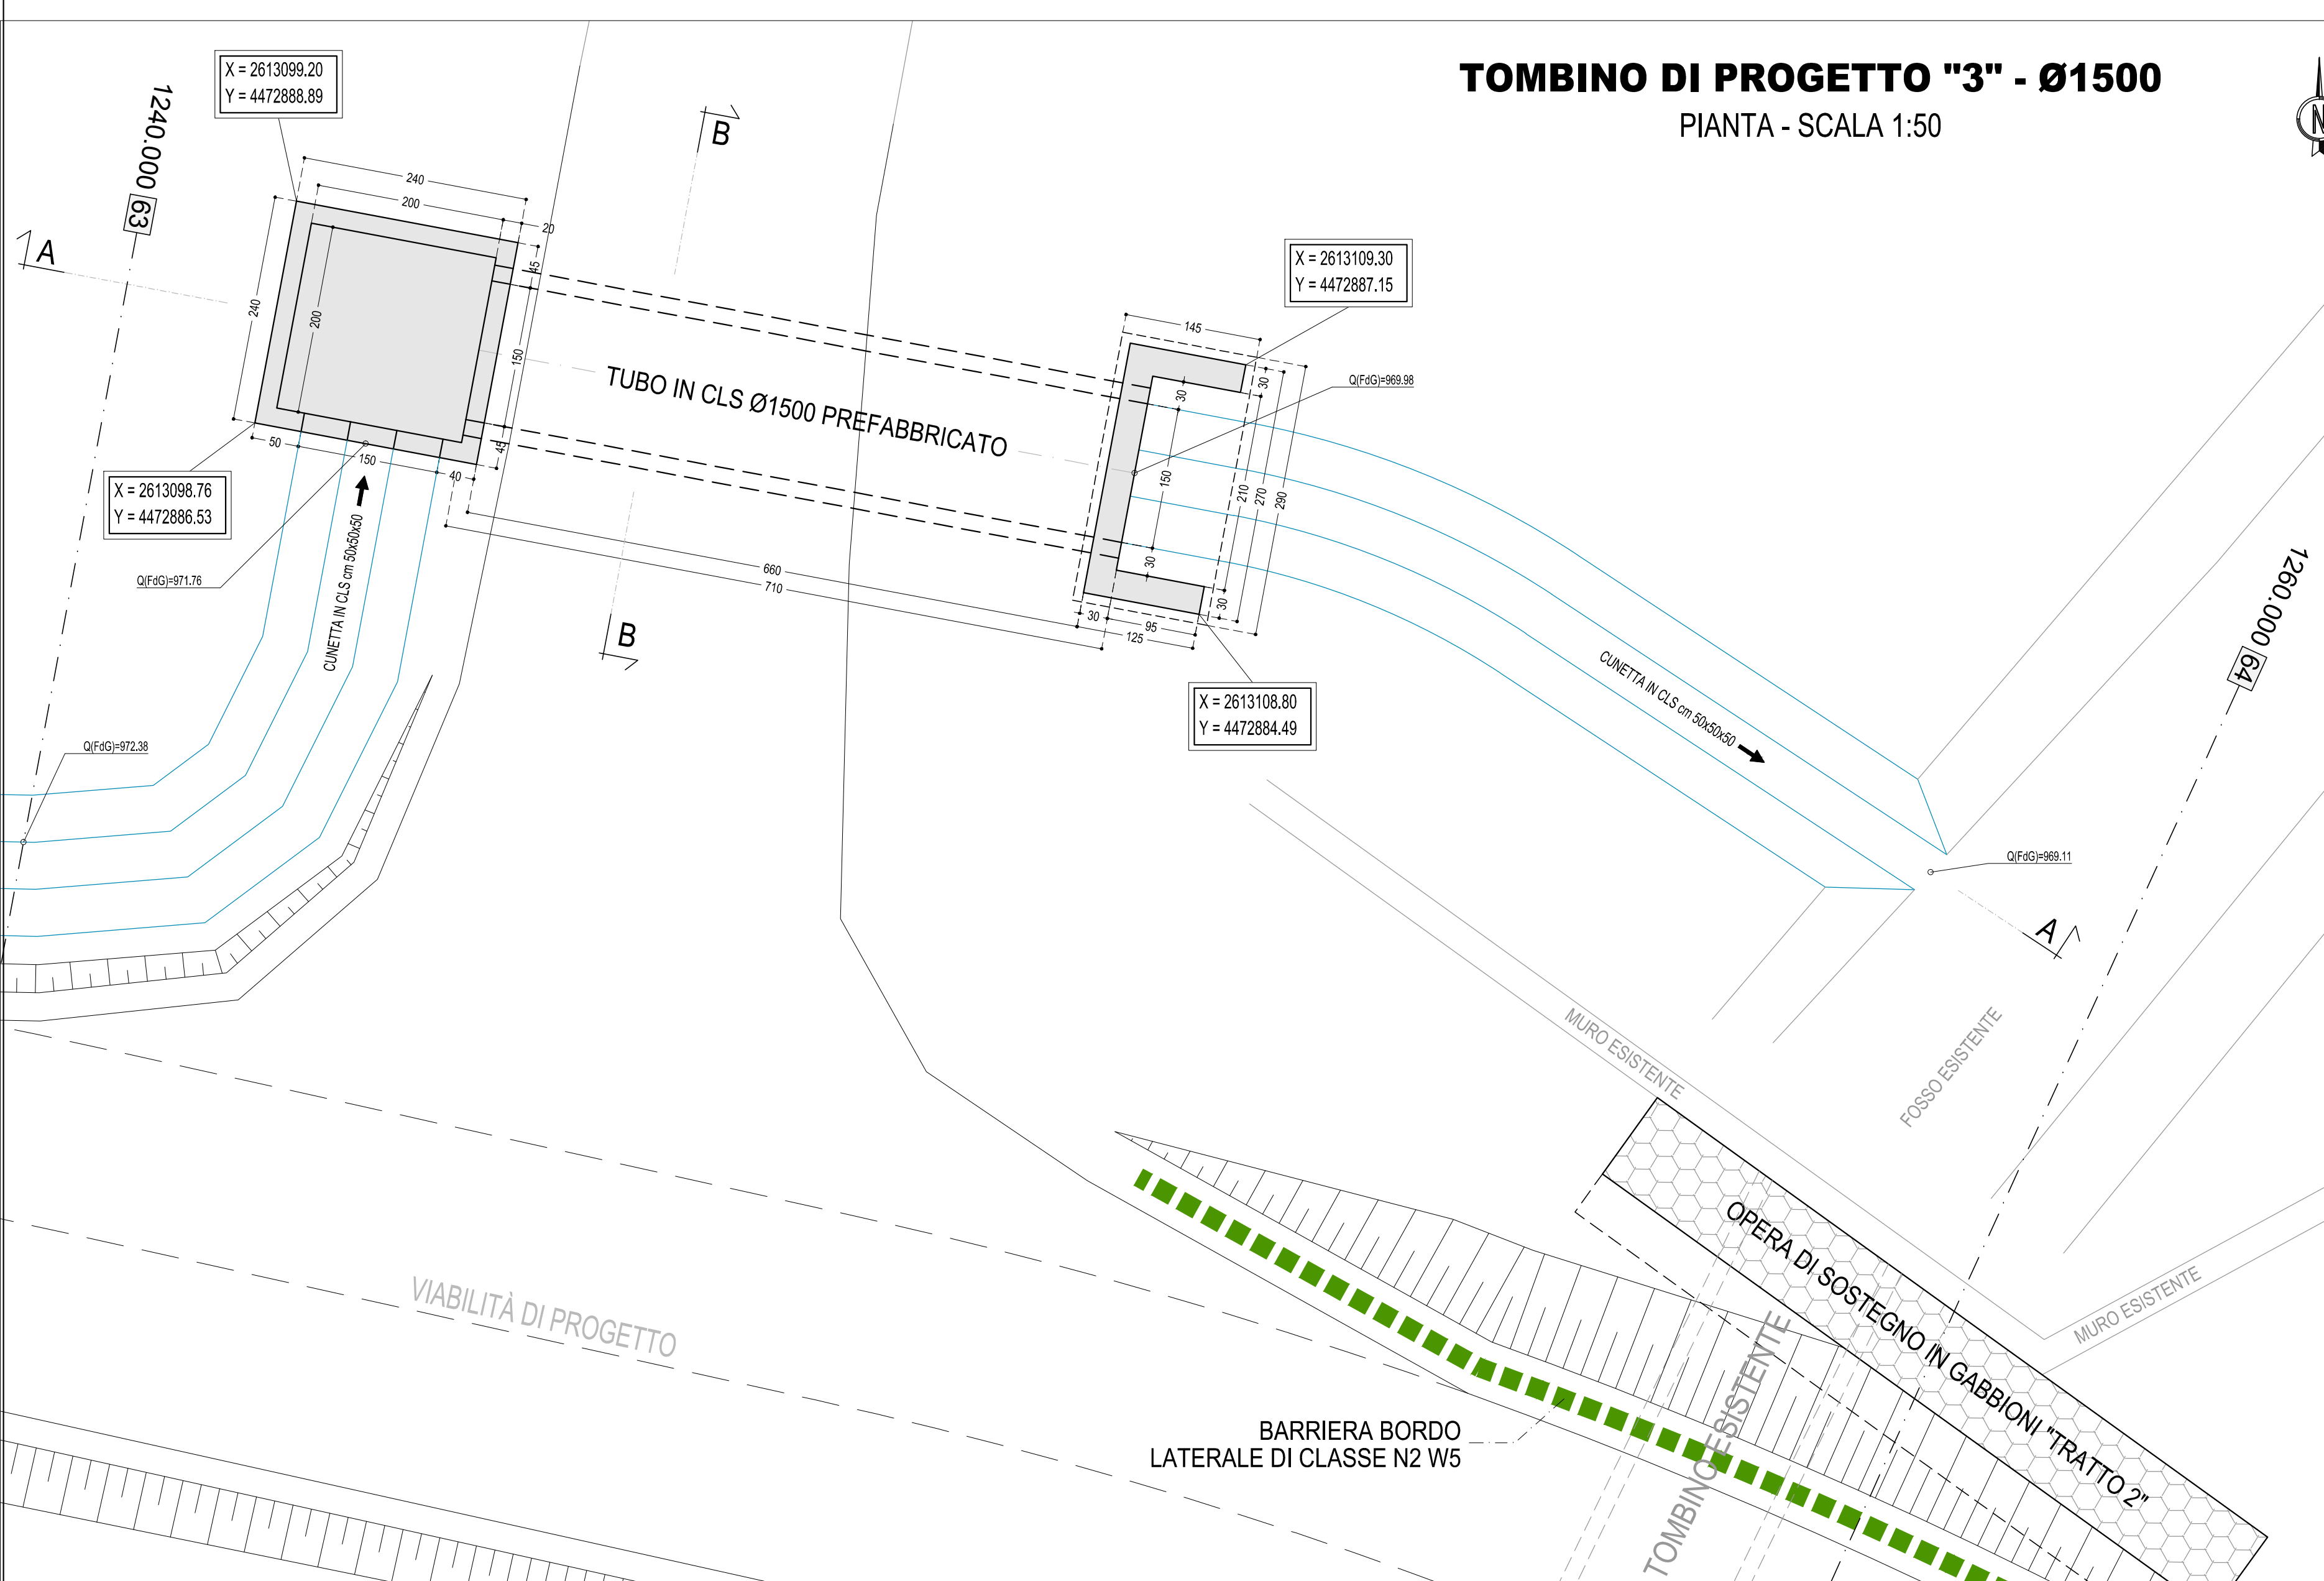 TOMBINO DI PROGETTO "3" - Ø1500
PIANTA - SCALA 1:50
N
X = 2613099.20
Y = 4472888.89
1240.000 63
A
B
240
200
20
45
240
200
150
45
50
150
40
X = 2613098.76
Y = 4472886.53
Q(FdG)=971.76
CUNETTA IN CLS cm 50x50x50
Q(FdG)=972.38
TUBO IN CLS Ø1500 PREFABBRICATO
660
710
B
X = 2613109.30
Y = 4472887.15
145
30
30
Q(FdG)=969.98
150
210
270
290
30
30
30
95
125
X = 2613108.80
Y = 4472884.49
CUNETTA IN CLS cm 50x50x50
1260.000 64
Q(FdG)=969.11
A
MURO ESISTENTE
FOSSO ESISTENTE
OPERA DI SOSTEGNO IN GABBIONI "TRATTO 2"
MURO ESISTENTE
VIABILITÀ DI PROGETTO
TOMBINO ESISTENTE
BARRIERA BORDO
LATERALE DI CLASSE N2 W5